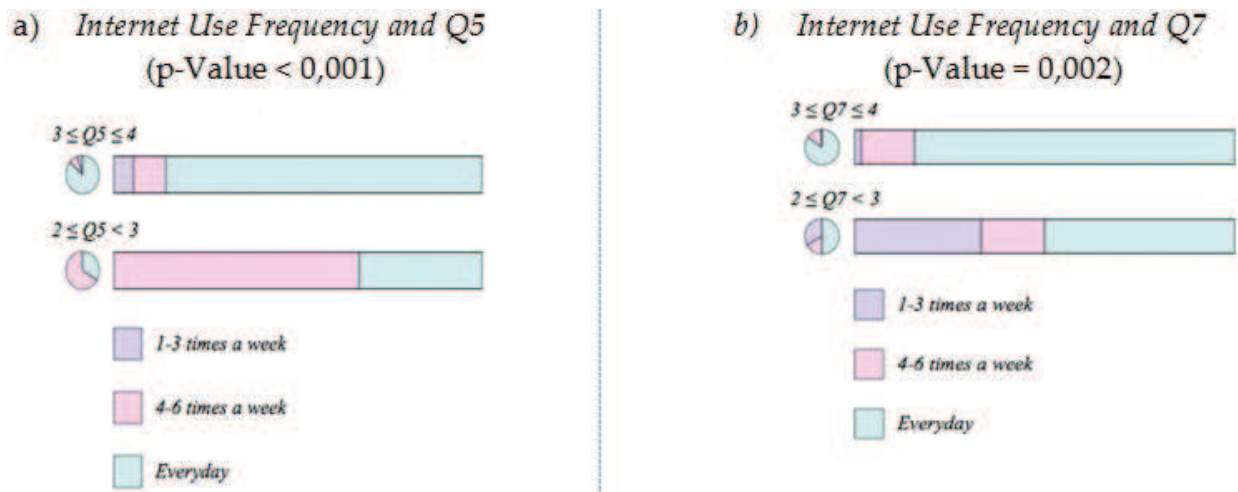 a) Internet Use Frequency and Q5
(p-Value < 0,001)
3 ≤ Q5 ≤ 4
2 ≤ Q5 < 3
1-3 times a week
4-6 times a week
Everyday
b) Internet Use Frequency and Q7
(p-Value = 0,002)
3 ≤ Q7 ≤ 4
2 ≤ Q7 < 3
1-3 times a week
4-6 times a week
Everyday